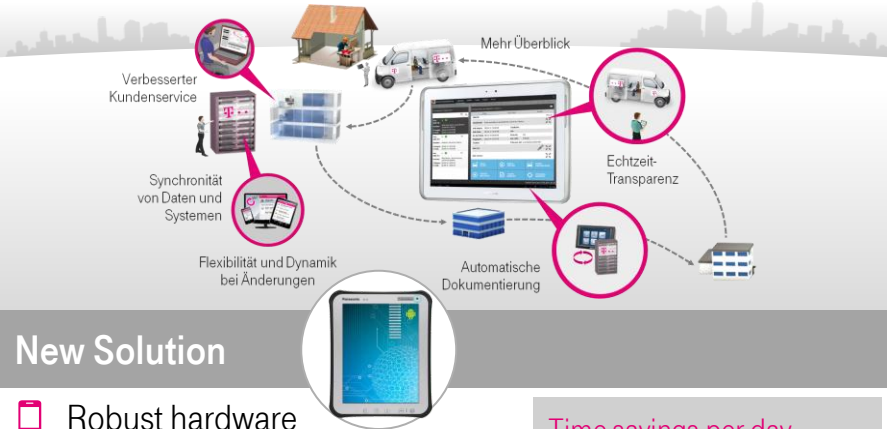 Mehr Überblick
Verbesserter
Kundenservice
Echtzeit-
Transparenz
Synchronität
von Daten und
Systemen
Flexibilität und Dynamik
bei Änderungen
Automatische
Dokumentierung
Panasonic
New Solution
Robust hardware
Time savings per day